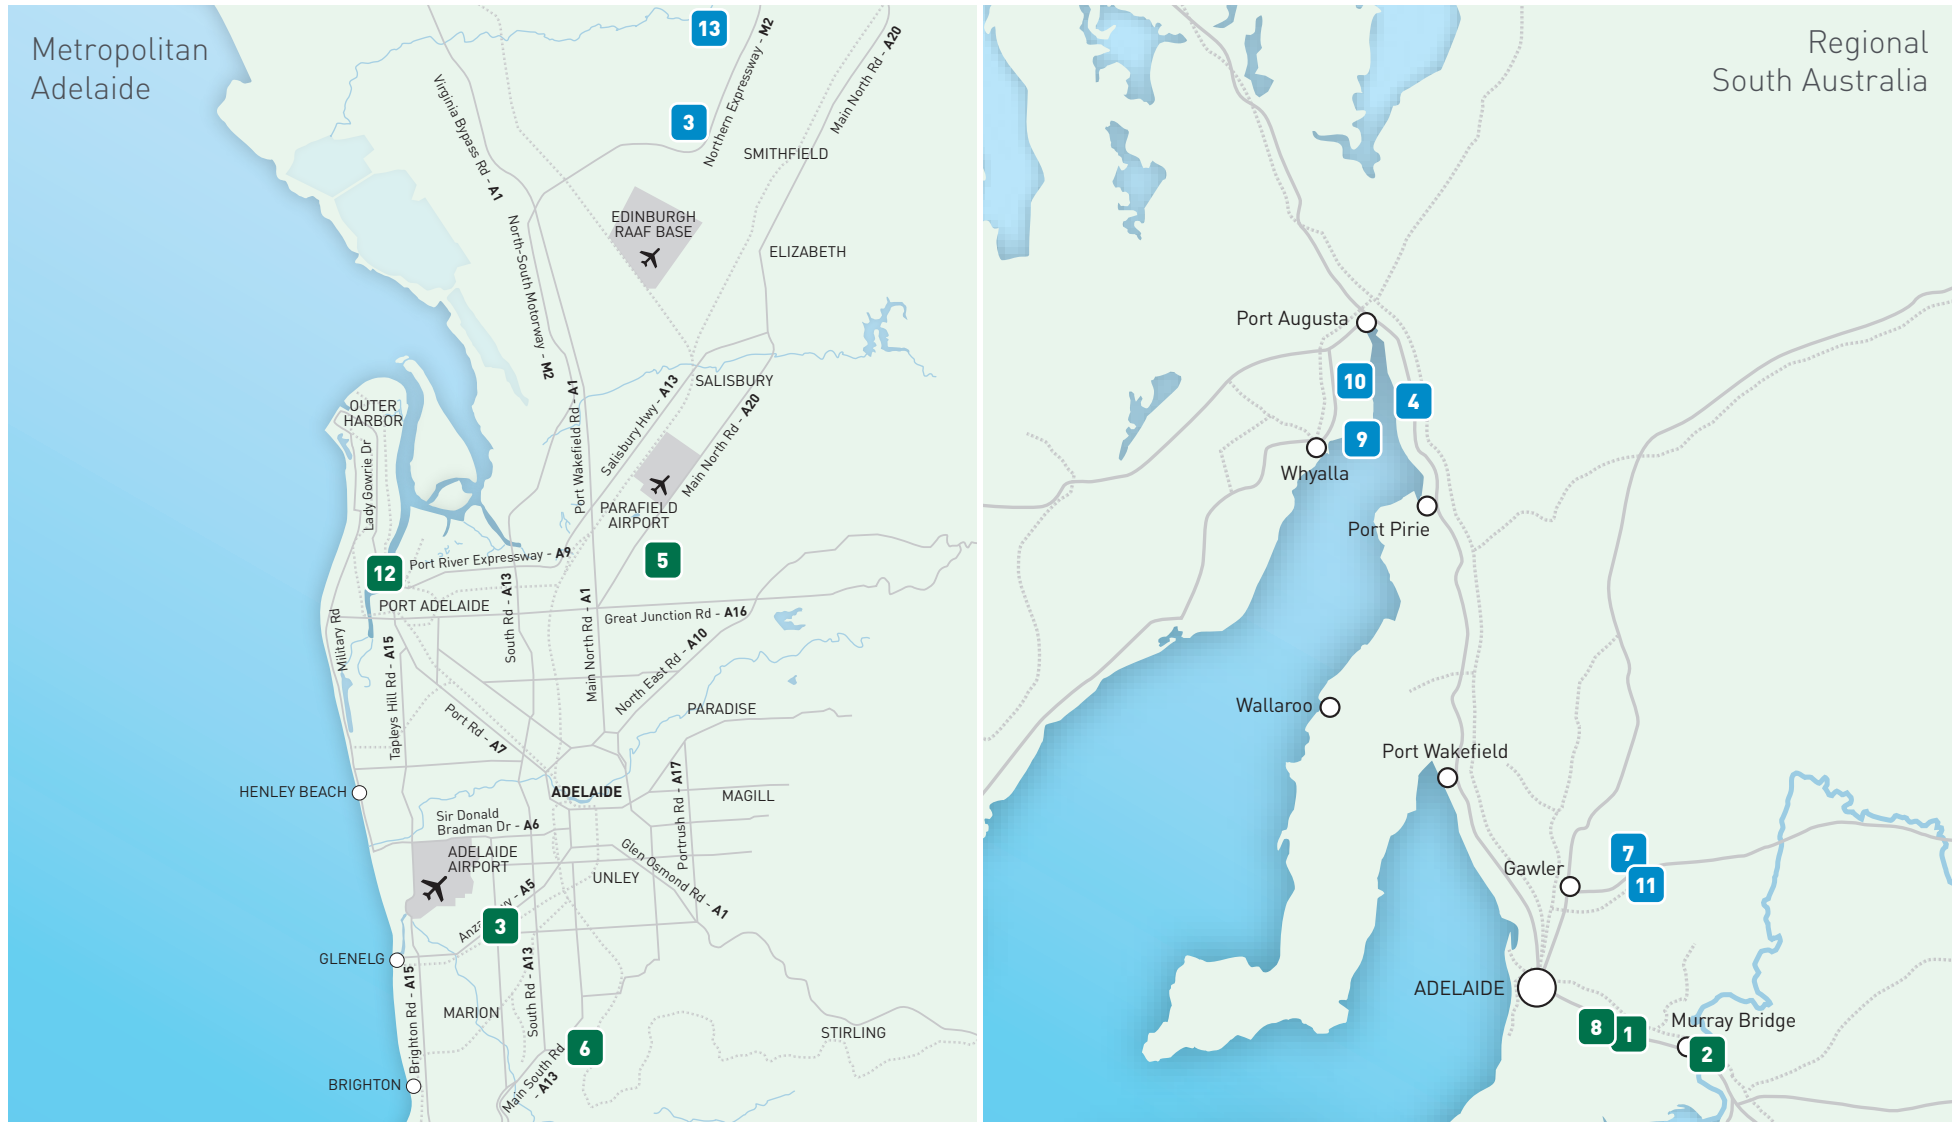 Metropolitan
Adelaide
13
Northern Expressway - M2
Main North Rd - A20
Virginia Bypass Rd - A1
3
SMITHFIELD
EDINBURGH
RAAF BASE
North-South Motorway - M2
ELIZABETH
SALISBURY
Salisbury Hwy - A13
Port Wakefield Rd - A1
Main North Rd - A20
OUTER
HARBOR
Lady Gowrie Dr
PARAFIELD
AIRPORT
5
12
Port River Expressway - A9
PORT ADELAIDE
South Rd - A13
Main North Rd - A1
Great Junction Rd - A16
Military Rd
Tapleys Hill Rd - A15
North East Rd - A10
PARADISE
Port Rd - A7
HENLEY BEACH
ADELAIDE
MAGILL
Portrush Rd - A17
Sir Donald
Bradman Dr - A6
ADELAIDE
AIRPORT
Glen Osmond Rd - A1
UNLEY
A5
3
GLENELG
Brighton Rd - A15
South Rd - A13
MARION
STIRLING
6
BRIGHTON
Main South Rd
- A13
Regional
South Australia
Port Augusta
10
4
9
Whyalla
Port Pirie
Wallaroo
Port Wakefield
7
11
Gawler
ADELAIDE
8
1
Murray Bridge
2